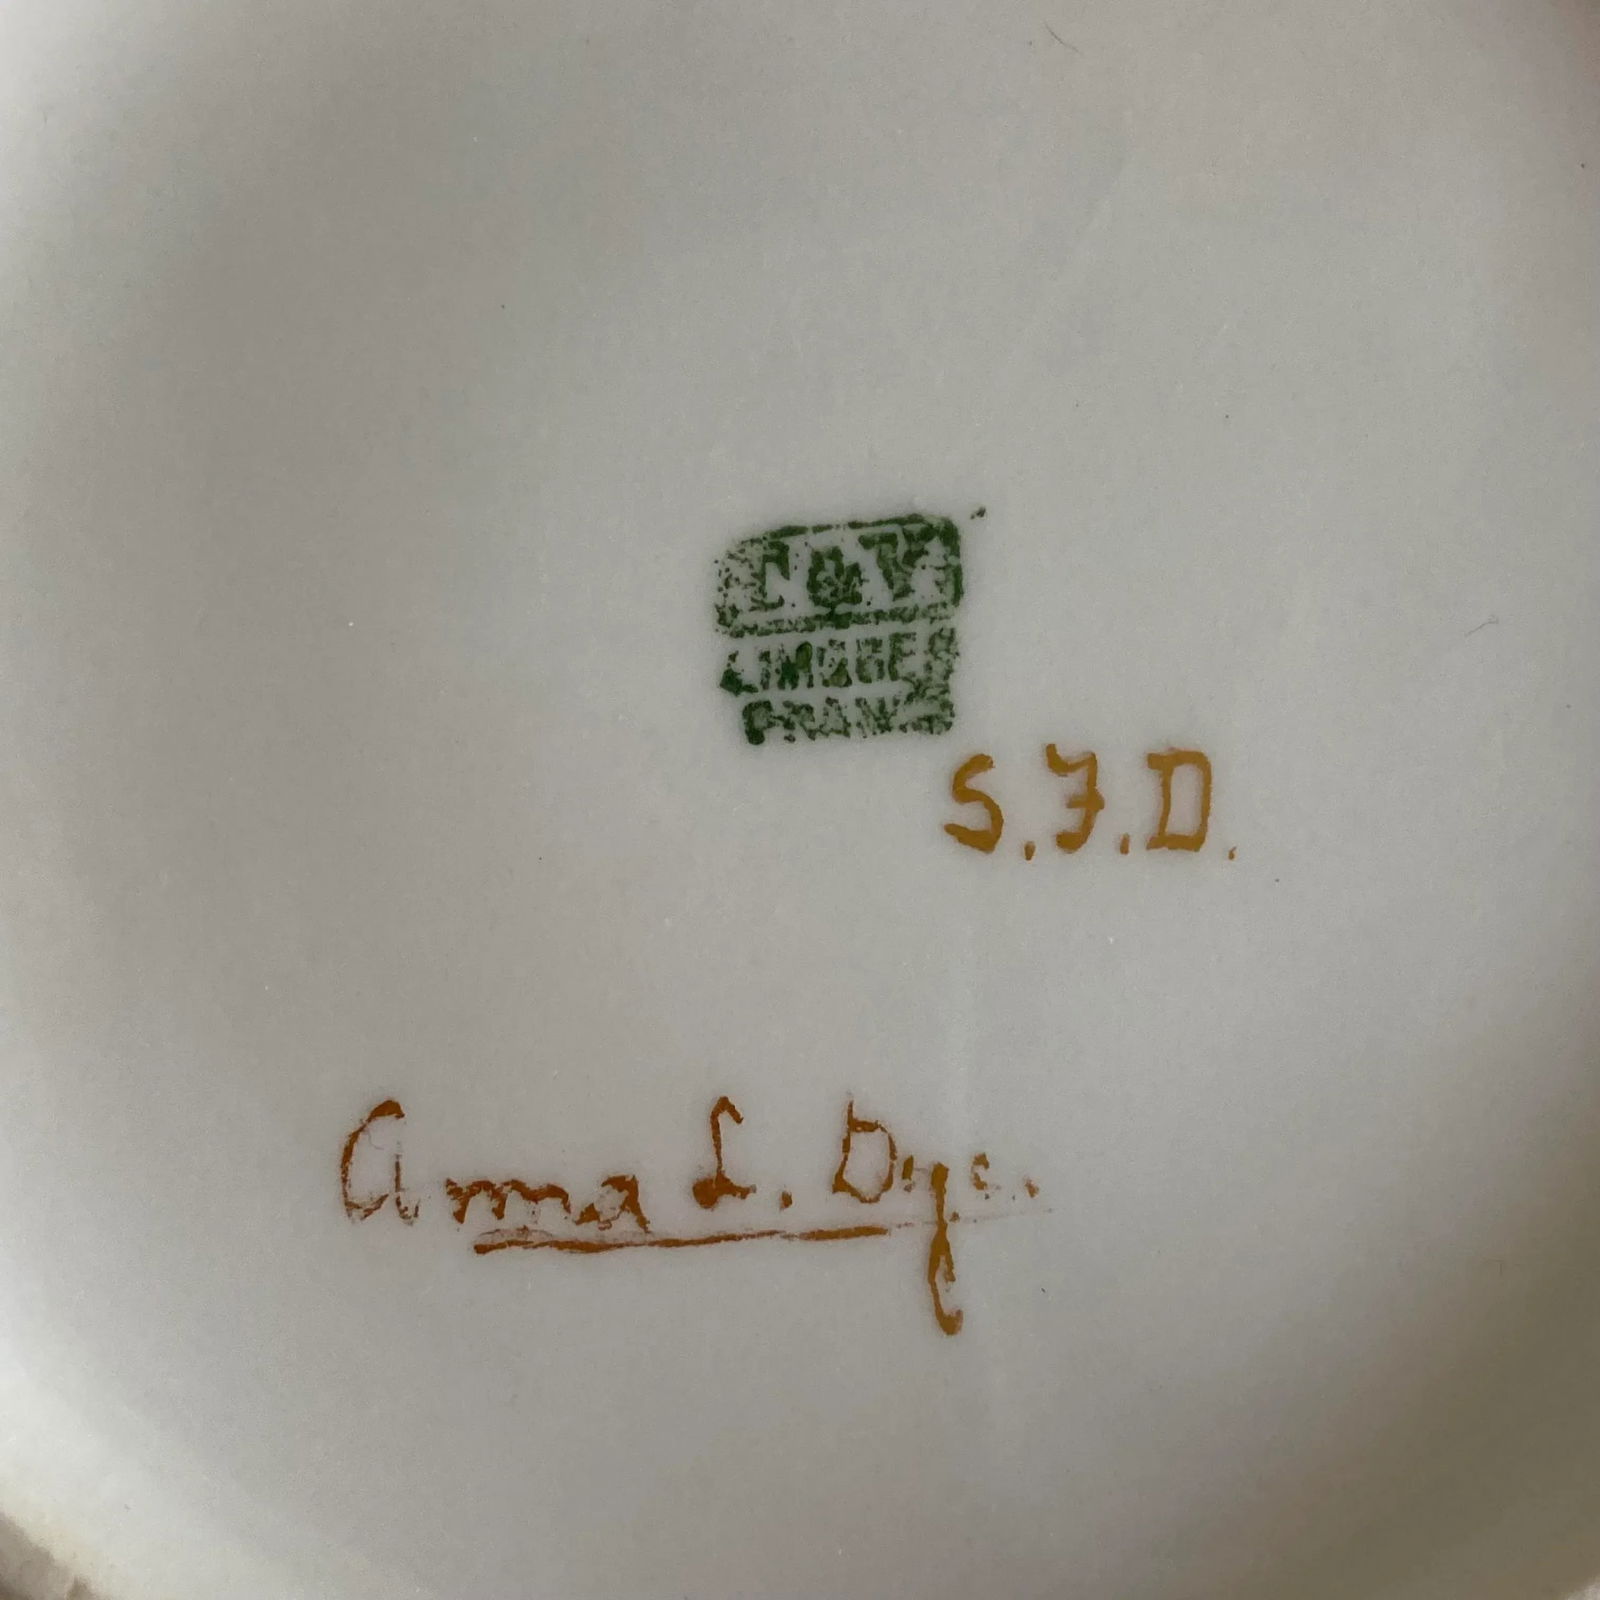 T & V
LIMOGES
FRANCE
S.F.D.
Anna L. Dye.